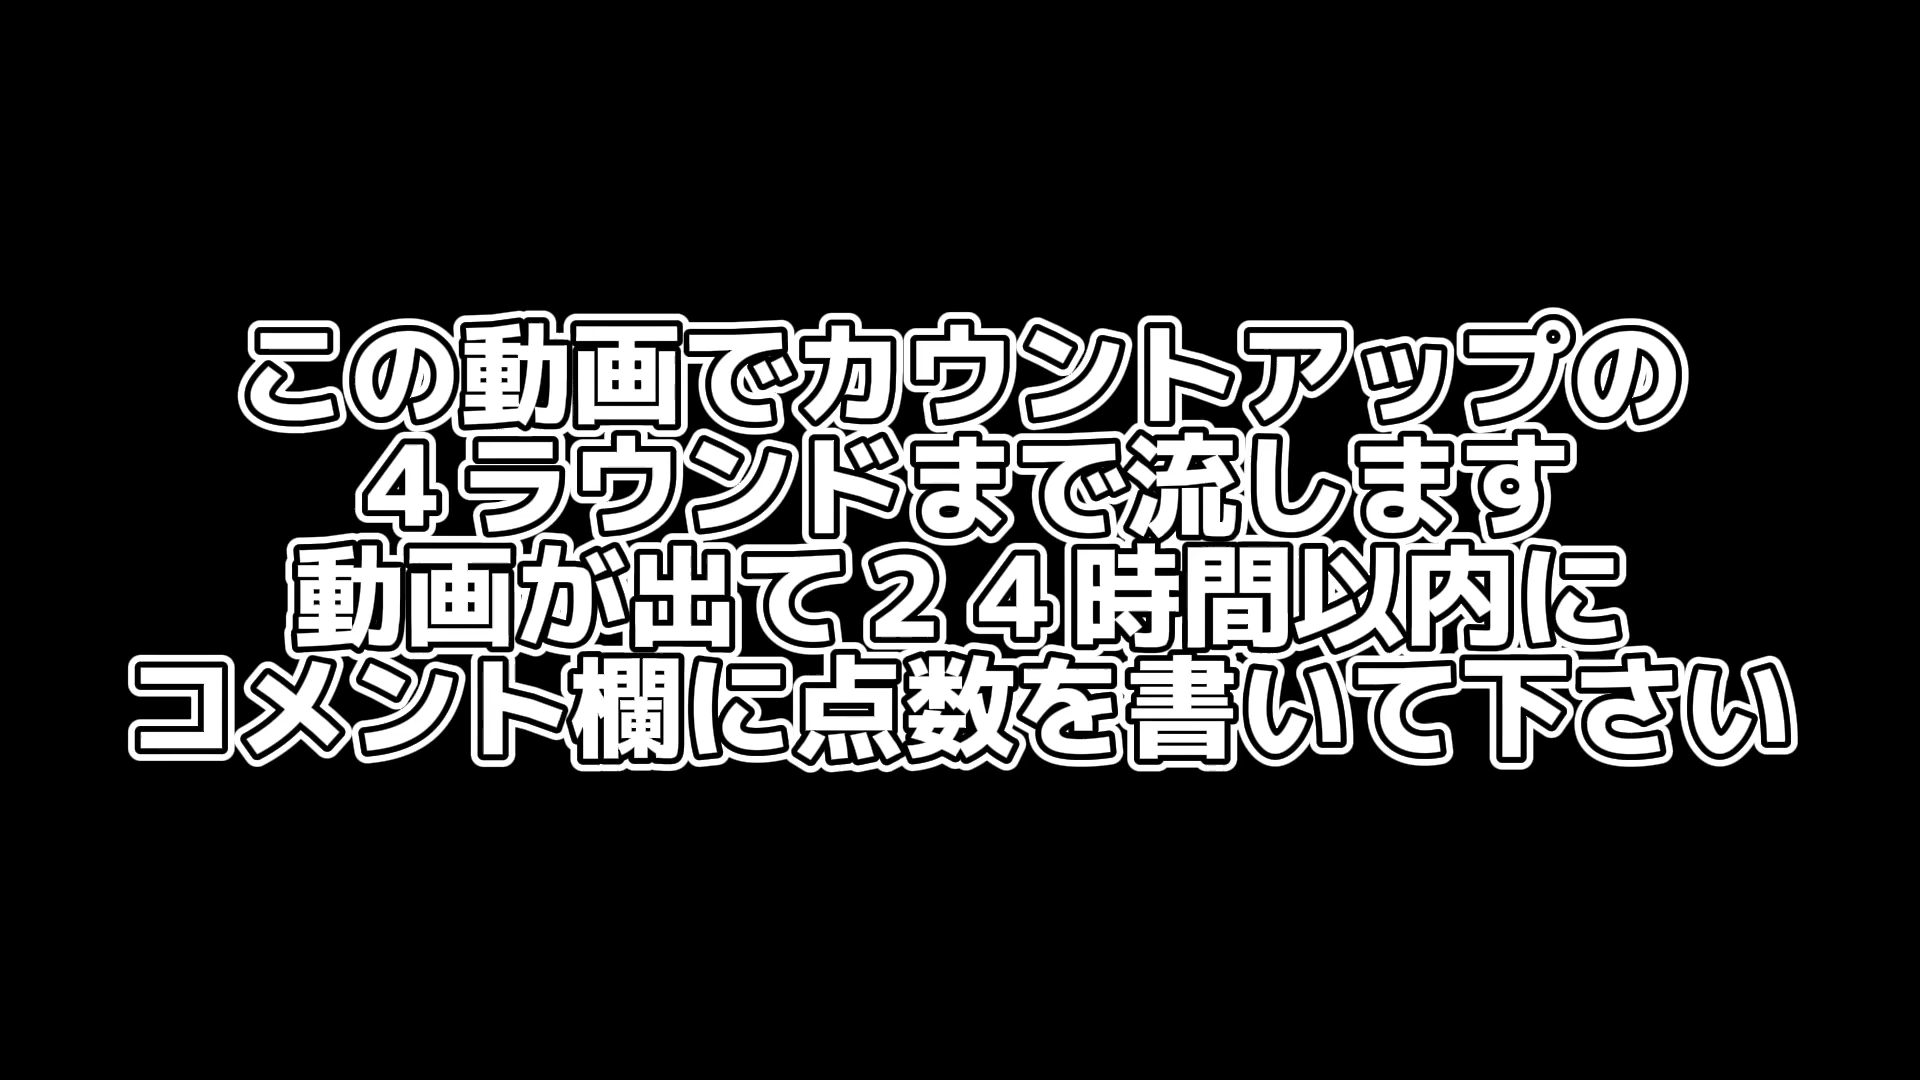 この動画でカウントアップの
４ラウンドまで流します
動画が出て２４時間以内に
コメント欄に点数を書いて下さい